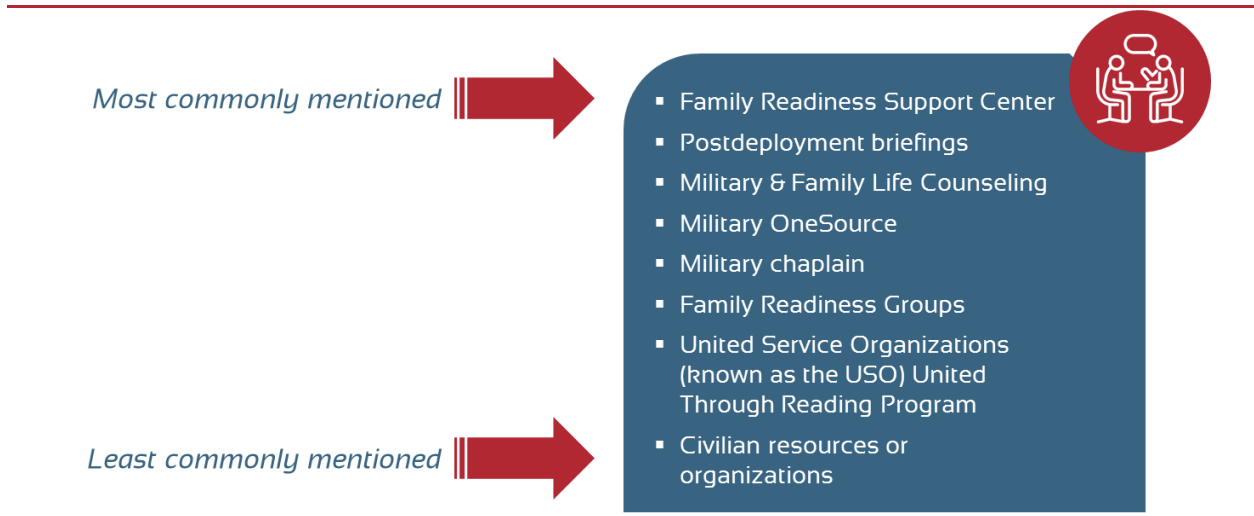 Most commonly mentioned
▪ Family Readiness Support Center
▪ Postdeployment briefings
▪ Military & Family Life Counseling
▪ Military OneSource
▪ Military chaplain
▪ Family Readiness Groups
▪ United Service Organizations
(known as the USO) United
Through Reading Program
Least commonly mentioned
▪ Civilian resources or
organizations